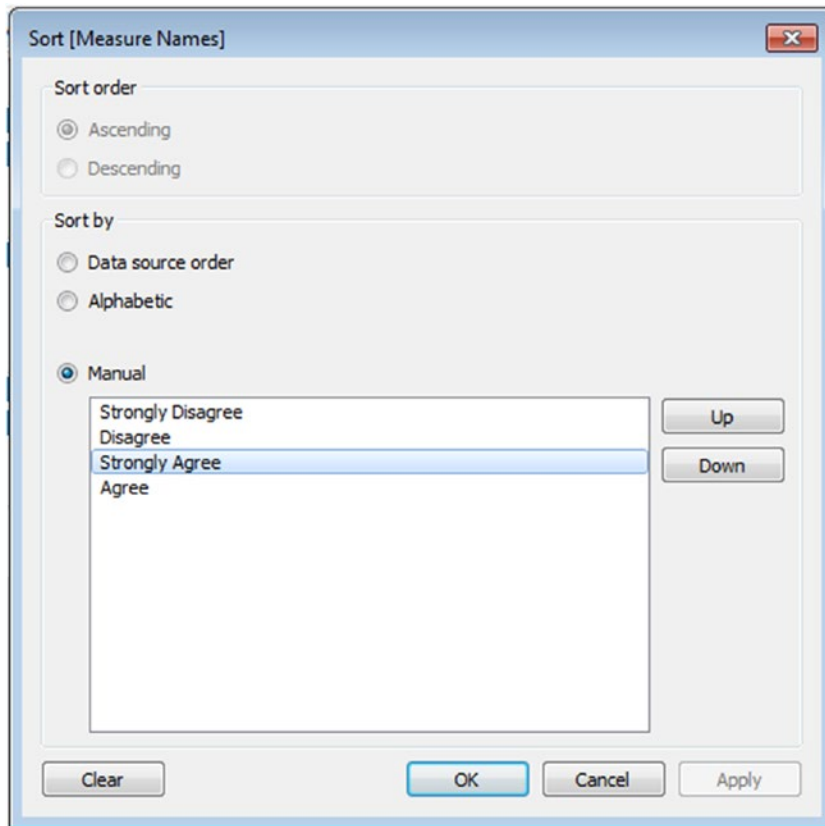 Sort [Measure Names]
Sort order
Ascending
Descending
Sort by
Data source order
Alphabetic
Manual
Strongly Disagree
Disagree
Strongly Agree
Agree
Up
Down
Clear
OK
Cancel
Apply